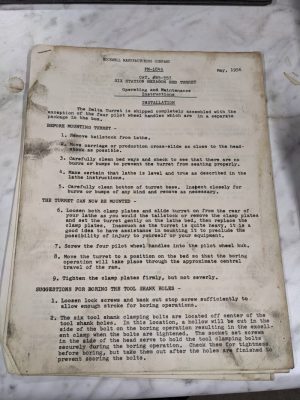 ROCKWELL MANUFACTURING COMPANY
PM-1845
May, 1956
SIX STATION BED TURRET
Operating and Maintenance
Instructions
INSTALLATION
The Delta Turret is shipped completely assembled with the
exception of the four pilot wheel handles which are in a separate
package in the box.
BEFORE MOUNTING TURRET -
1. Remove tailstock from lathe.
2. Move carriage or production cross-slide as close to the head-
stock as possible.
3. Carefully clean bed ways and check to see that there are no
burrs or bumps to prevent the turret from seating properly.
4. Make certain that lathe is level and true as described in the
lathe instructions.
5. Carefully clean bottom of turret base. Inspect closely for
burrs or bumps of any kind and remove as necessary.
THE TURRET CAN NOW BE MOUNTED -
6. Loosen both clamp plates and slide turret on from the rear of
your lathe as you would the tailstock or remove the clamp plates
and set the turret gently on the lathe bed, then replace the
clamp plates. Inasmuch as the turret is quite heavy, it is a
good idea to have assistance in mounting it to preclude the
possibility of injury to yourself or your equipment.
7. Screw the four pilot wheel handles into the pilot wheel hub.
8. Move the turret to a position on the bed so that the boring
operation will take place through the approximate central
travel of the ram.
9. Tighten the clamp plates firmly, but not severly.
SUGGESTIONS FOR BORING THE TOOL SHANK HOLES -
1. Loosen lock screws and back out stop screw sufficiently to
allow enough stroke for boring operations.
2. The six tool shank clamping bolts are located off center of the
tool shank holes. In this location, a hollow will be cut in the
side of the bolt on the boring operation resulting in the excell-
ent clamp when the bolts are tightened. The socket set screws
in the side of the head serve to hold the tool clamping bolts
securely during the boring operation. Check them for tightness
before boring, but take them out after the holes are finished to
prevent scoring the bolts.